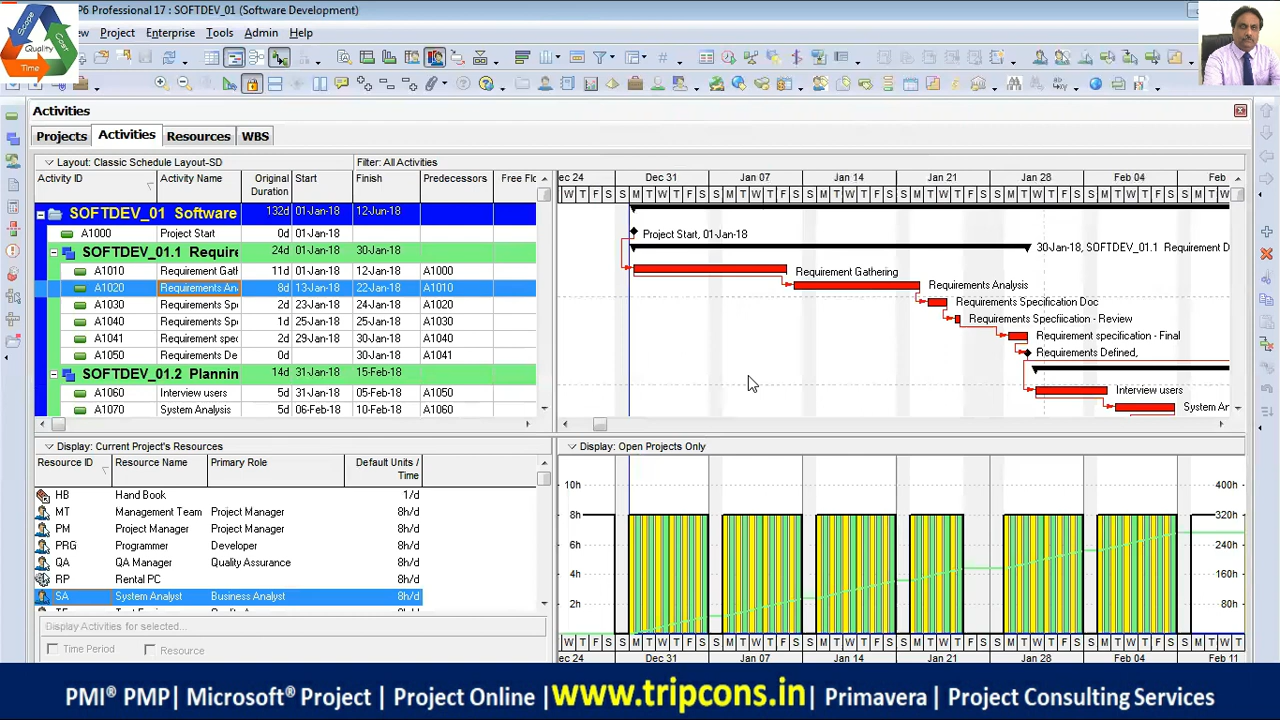 P6 Professional 17 : SOFTDEV_01 (Software Development)
Scope
Quality
Cost
Time
Project Enterprise Tools Admin Help
Activities
Projects Activities Resources WBS
Layout: Classic Schedule Layout-SD Filter: All Activities
Activity ID Activity Name Original Duration Start Finish Predecessors Free Flo
SOFTDEV_01 Software 132d 01-Jan-18 12-Jun-18
A1000 Project Start 0d 01-Jan-18
SOFTDEV_01.1 Require 24d 01-Jan-18 30-Jan-18
A1010 Requirement Gath 11d 01-Jan-18 12-Jan-18 A1000
A1020 Requirements Ana 8d 13-Jan-18 22-Jan-18 A1010
A1030 Requirements Spe 2d 23-Jan-18 24-Jan-18 A1020
A1040 Requirements Spe 1d 25-Jan-18 25-Jan-18 A1030
A1041 Requirement spec 2d 29-Jan-18 30-Jan-18 A1040
A1050 Requirements De 0d 30-Jan-18 A1041
SOFTDEV_01.2 Plannin 14d 31-Jan-18 15-Feb-18
A1060 Interview users 5d 31-Jan-18 05-Feb-18 A1050
A1070 System Analysis 5d 06-Feb-18 10-Feb-18 A1060
ec 24 Dec 31 Jan 07 Jan 14 Jan 21 Jan 28 Feb 04 Feb
W T F S S M T W T F S S M T W T F S S M T W T F S S M T W T F S S M T W T F S S M T W T F S S M T W
Project Start, 01-Jan-18
30-Jan-18, SOFTDEV_01.1 Requirement D
Requirement Gathering
Requirements Analysis
Requirements Specification Doc
Requirements Specfiication - Review
Requirement specification - Final
Requirements Defined,
Interview users
System Ar
Display: Current Project's Resources
Resource ID Resource Name Primary Role Default Units / Time
HB Hand Book 1/d
MT Management Team Project Manager 8h/d
PM Project Manager Project Manager 8h/d
PRG Programmer Developer 8h/d
QA QA Manager Quality Assurance 8h/d
RP Rental PC 8h/d
SA System Analyst Business Analyst 8h/d
Display Activities for selected...
Time Period Resource
Display: Open Projects Only
10h 400h
8h 320h
6h 240h
4h 160h
2h 80h
W T F S S M T W T F S S M T W T F S S M T W T F S S M T W T F S S M T W T F S S M T W T F S S M T W T
ec 24 Dec 31 Jan 07 Jan 14 Jan 21 Jan 28 Feb 04 Feb 11
PMI® PMP| Microsoft® Project | Project Online |www.tripcons.in| Primavera | Project Consulting Services